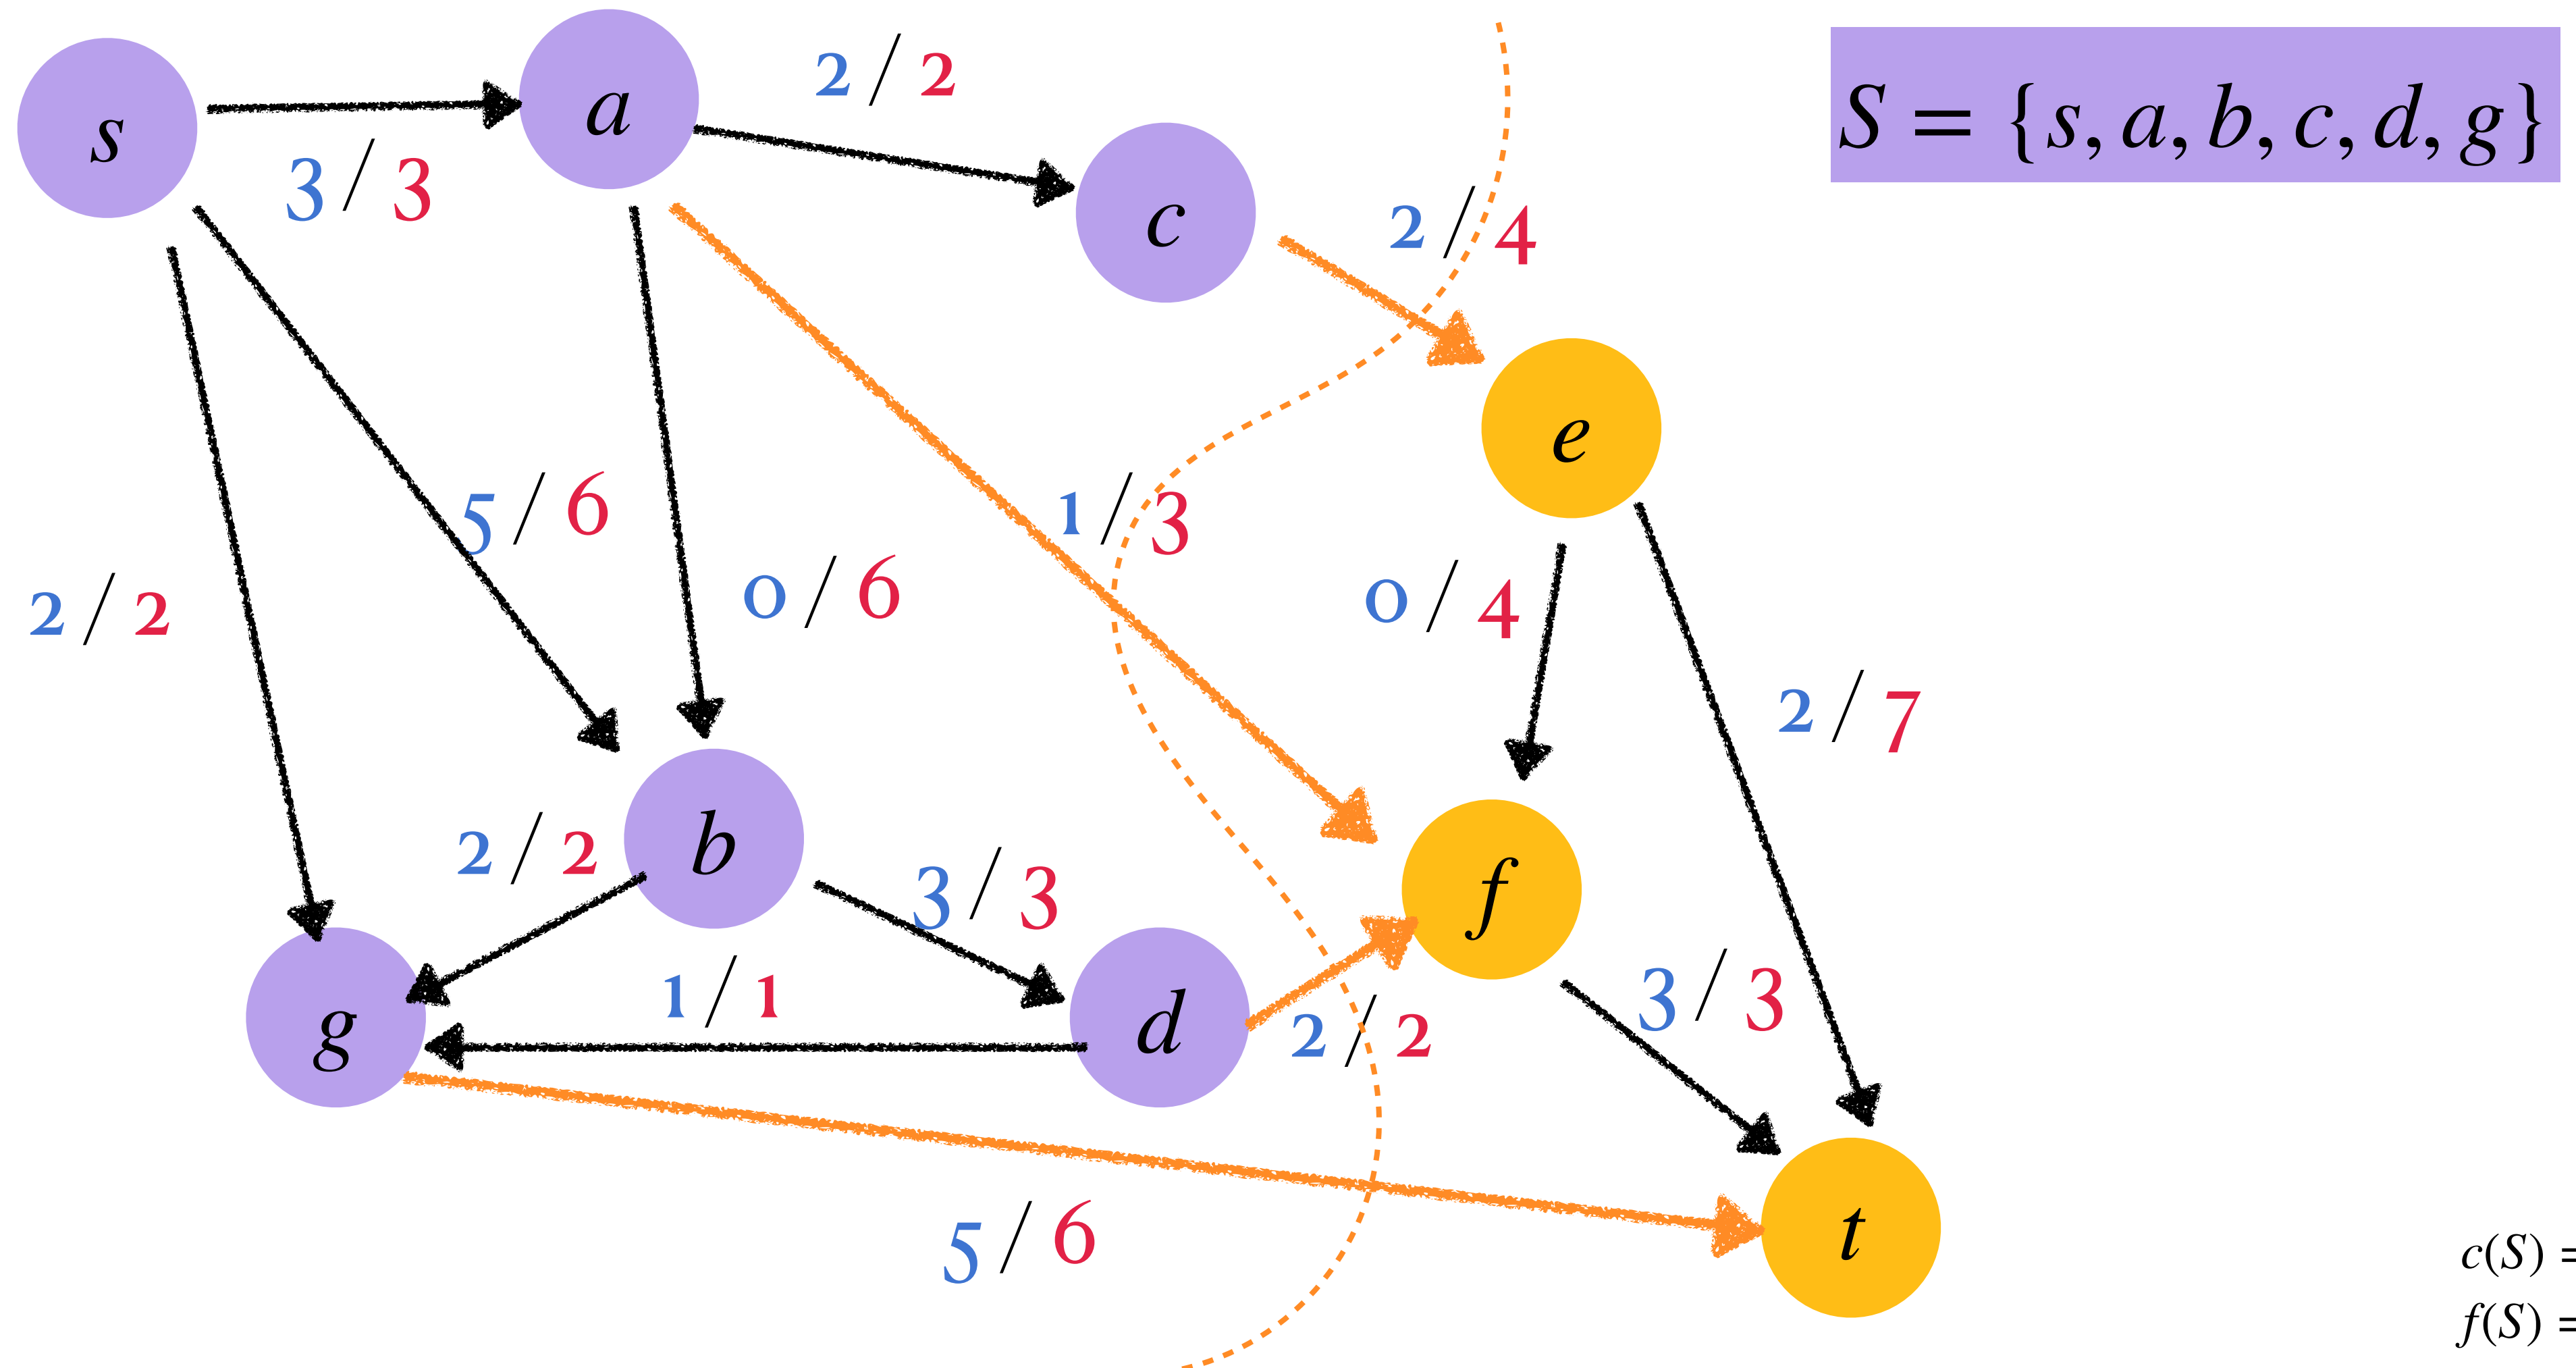 s
a
2 / 2
S = {s, a, b, c, d, g}
3 / 3
c
2 / 4
e
5 / 6
1 / 3
2 / 2
0 / 6
0 / 4
2 / 7
2 / 2
b
3 / 3
f
g
1 / 1
d
2 / 2
3 / 3
5 / 6
t
c(S) =
f(S) =